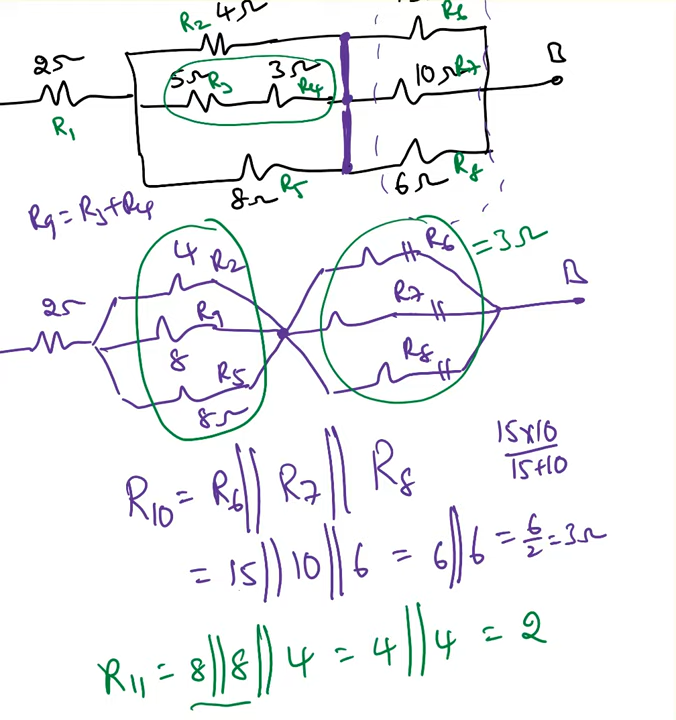 R₂ 4Ω R₆
2Ω 5Ω R₃ 3Ω R₄ 10Ω R₇ B
R₁
8Ω R₅ 6Ω R₈
R₉ = R₃ + R₄
4 R₂ R₆ = 3Ω
2Ω R₉ R₇ B
8 R₅ R₈
8Ω
15×10
15+10
R₁₀ = R₆ || R₇ || R₈
= 15 || 10 || 6 = 6 || 6 = 6/2 = 3Ω
R₁₁ = 8 || 8 || 4 = 4 || 4 = 2